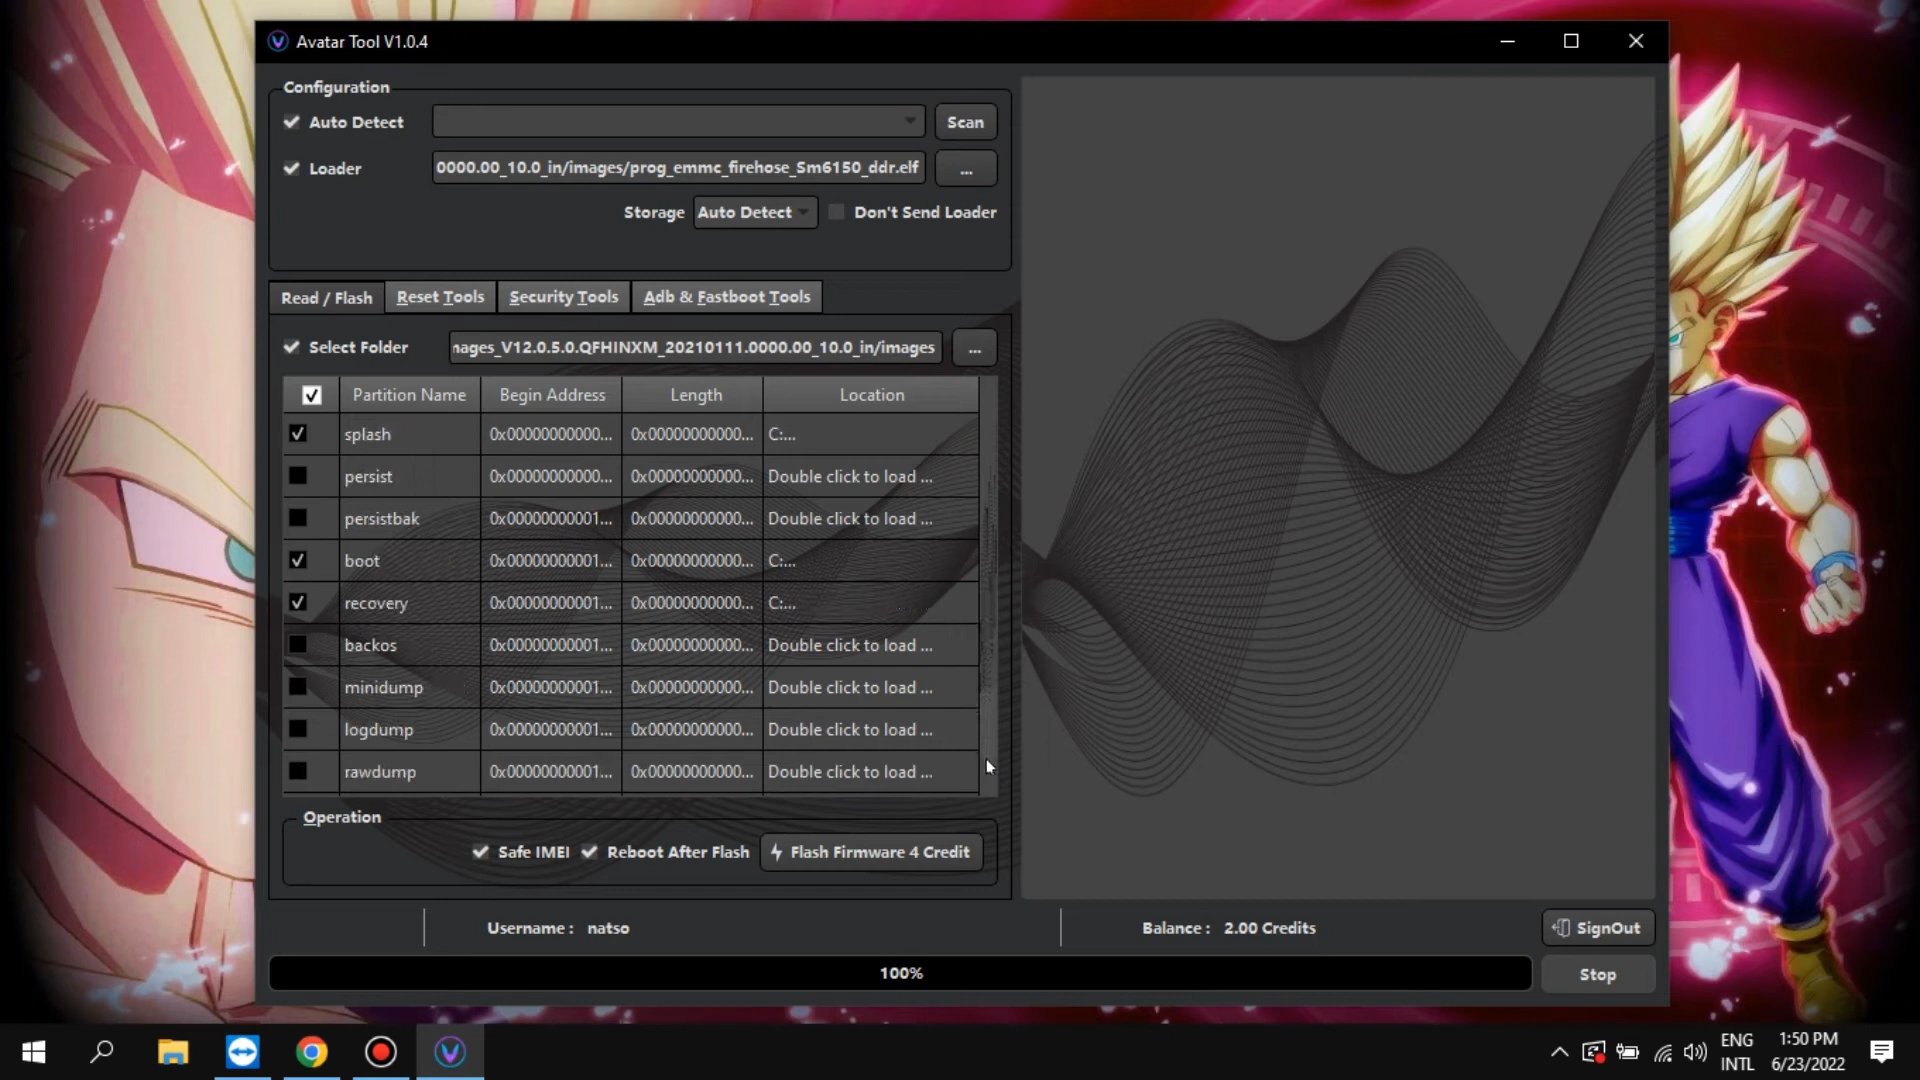 Avatar Tool V1.0.4
Configuration
Auto Detect
Scan
Loader
0000.00_10.0_in/images/prog_emmc_firehose_Sm6150_ddr.elf
...
Storage
Auto Detect
Don't Send Loader
Read / Flash
Reset Tools
Security Tools
Adb & Fastboot Tools
Select Folder
nages_V12.0.5.0.QFHINXM_20210111.0000.00_10.0_in/images
...
Partition Name Begin Address Length Location
splash 0x00000000000... 0x00000000000... C:...
persist 0x00000000000... 0x00000000000... Double click to load ...
persistbak 0x00000000001... 0x00000000000... Double click to load ...
boot 0x00000000001... 0x00000000000... C:...
recovery 0x00000000001... 0x00000000000... C:...
backos 0x00000000001... 0x00000000000... Double click to load ...
minidump 0x00000000001... 0x00000000000... Double click to load ...
logdump 0x00000000001... 0x00000000000... Double click to load ...
rawdump 0x00000000001... 0x00000000000... Double click to load ...
Operation
Safe IMEI
Reboot After Flash
Flash Firmware 4 Credit
Username : natso
Balance : 2.00 Credits
SignOut
100%
Stop
ENG
INTL
1:50 PM
6/23/2022